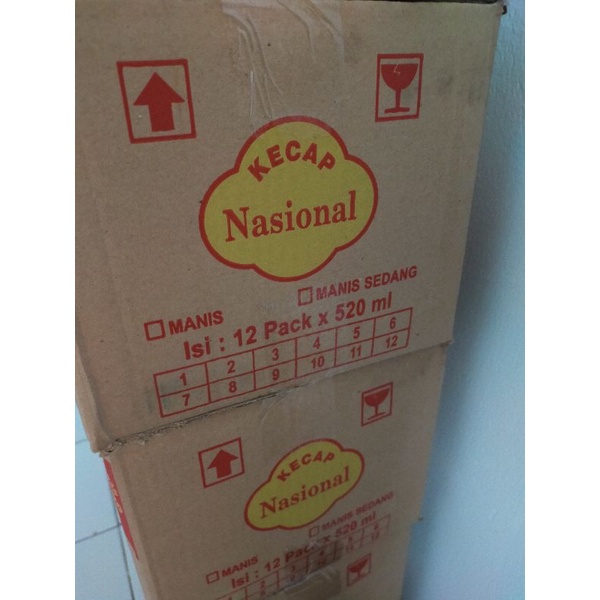 KECAP
Nasional
MANIS
MANIS SEDANG
Isi : 12 Pack x 520 ml
1 2 3 4 5 6
7 8 9 10 11 12
KECAP
Nasional
MANIS
MANIS SEDANG
Isi : 12 Pack x 520 ml